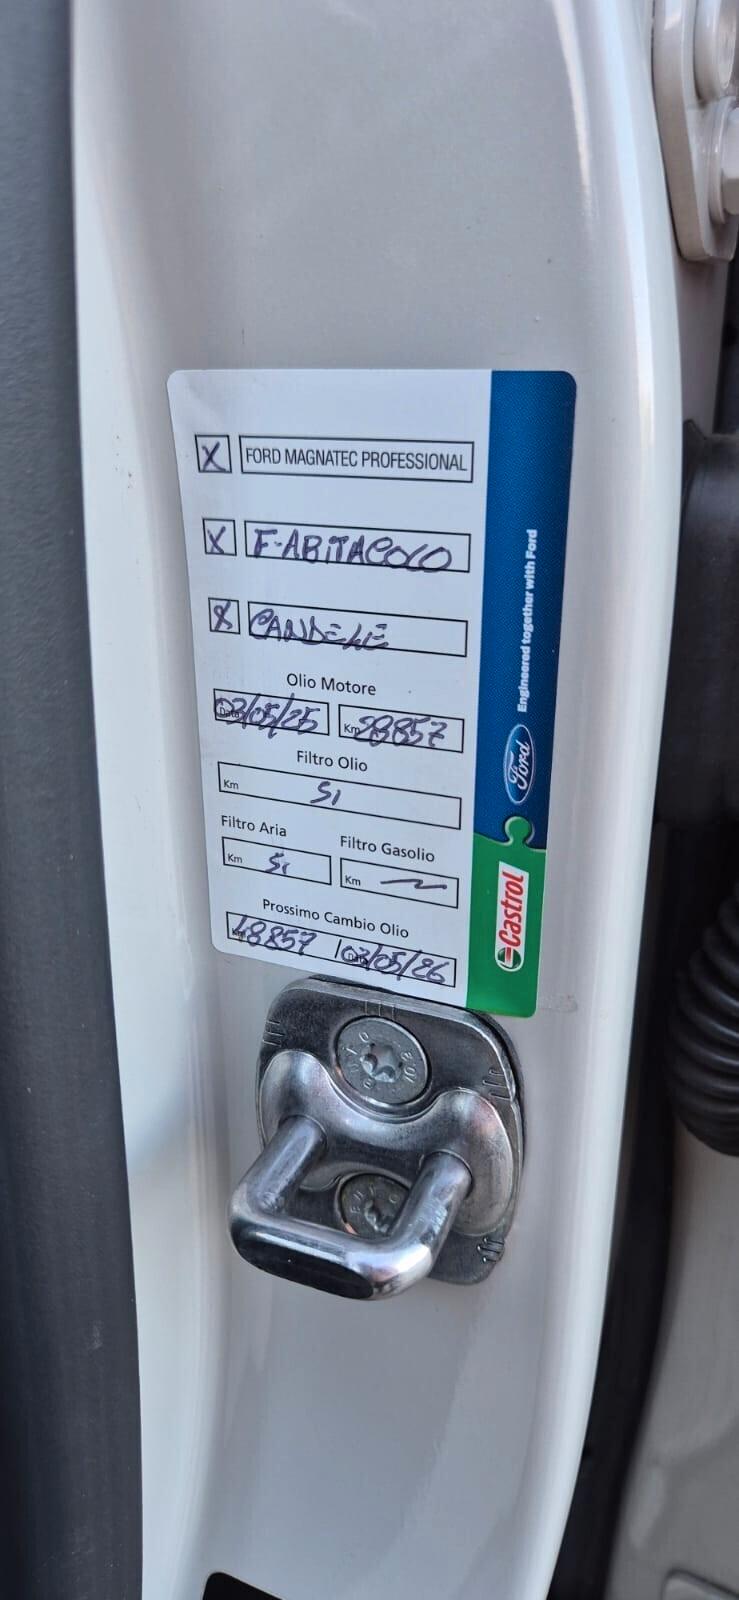 X FORD MAGNATEC PROFESSIONAL
X F-ABITACOLO
X CANDELE
Olio Motore
Data 03/05/25 Km 28857
Filtro Olio
Km Si
Filtro Aria Filtro Gasolio
Km Si Km
Prossimo Cambio Olio
48857 03/05/26
Engineered together with Ford
Ford
Castrol